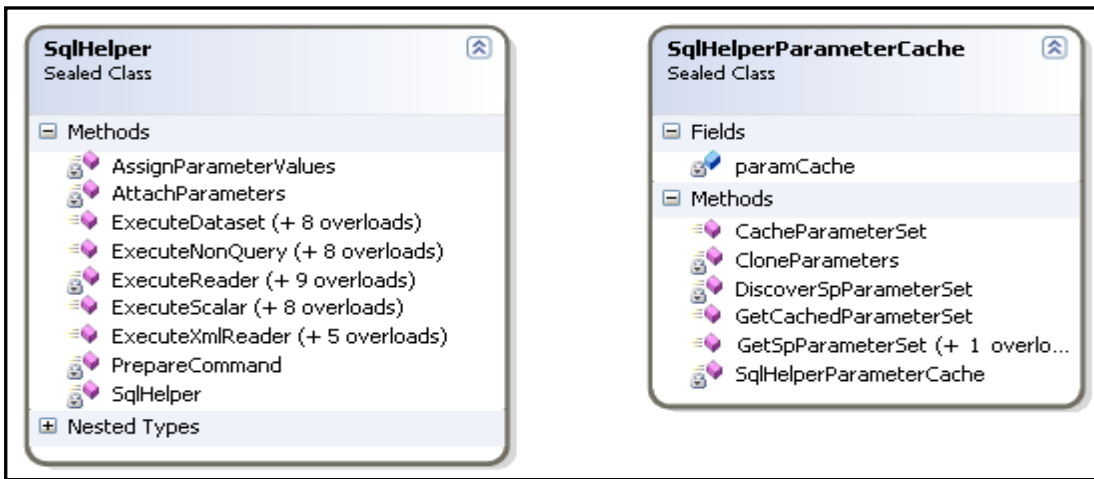 SqlHelper
Sealed Class
Methods
AssignParameterValues
AttachParameters
ExecuteDataset (+ 8 overloads)
ExecuteNonQuery (+ 8 overloads)
ExecuteReader (+ 9 overloads)
ExecuteScalar (+ 8 overloads)
ExecuteXmlReader (+ 5 overloads)
PrepareCommand
SqlHelper
Nested Types
SqlHelperParameterCache
Sealed Class
Fields
paramCache
Methods
CacheParameterSet
CloneParameters
DiscoverSpParameterSet
GetCachedParameterSet
GetSpParameterSet (+ 1 overlo...
SqlHelperParameterCache